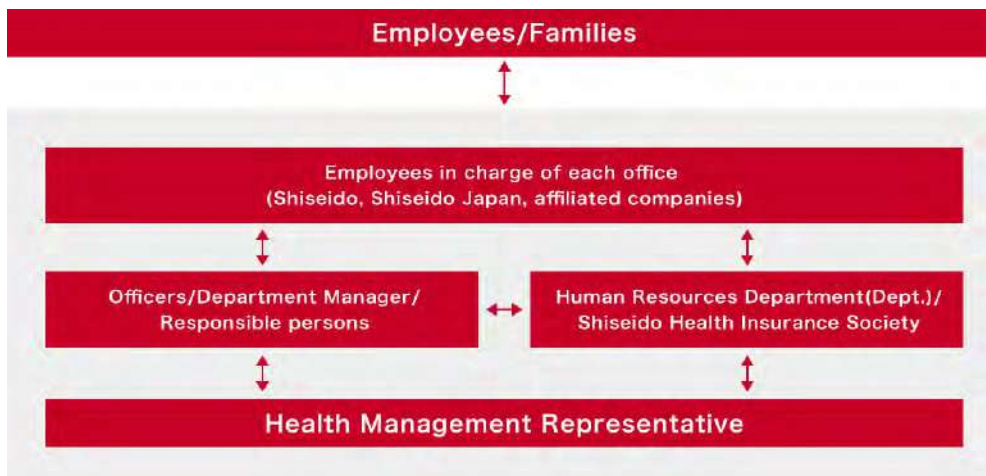 Employees/Families
Employees in charge of each office
(Shiseido, Shiseido Japan, affiliated companies)
Officers/Department Manager/
Responsible persons
Human Resources Department(Dept.)/
Shiseido Health Insurance Society
Health Management Representative